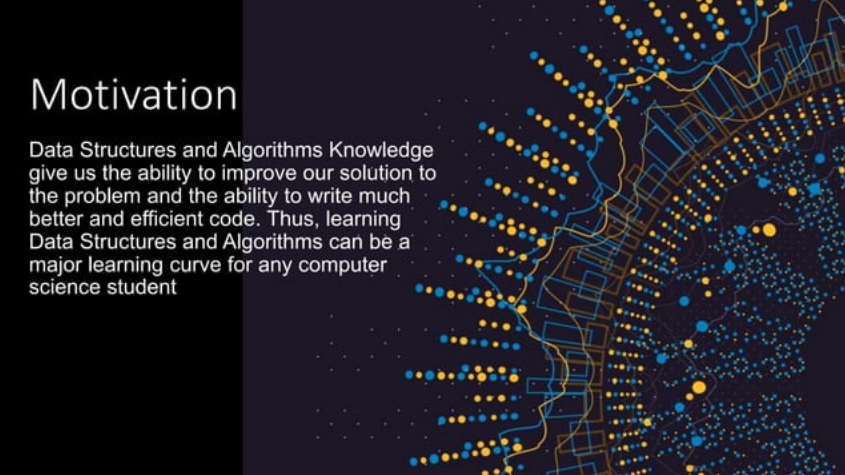 Motivation
Data Structures and Algorithms Knowledge
give us the ability to improve our solution to
the problem and the ability to write much
better and efficient code. Thus, learning
Data Structures and Algorithms can be a
major learning curve for any computer
science student